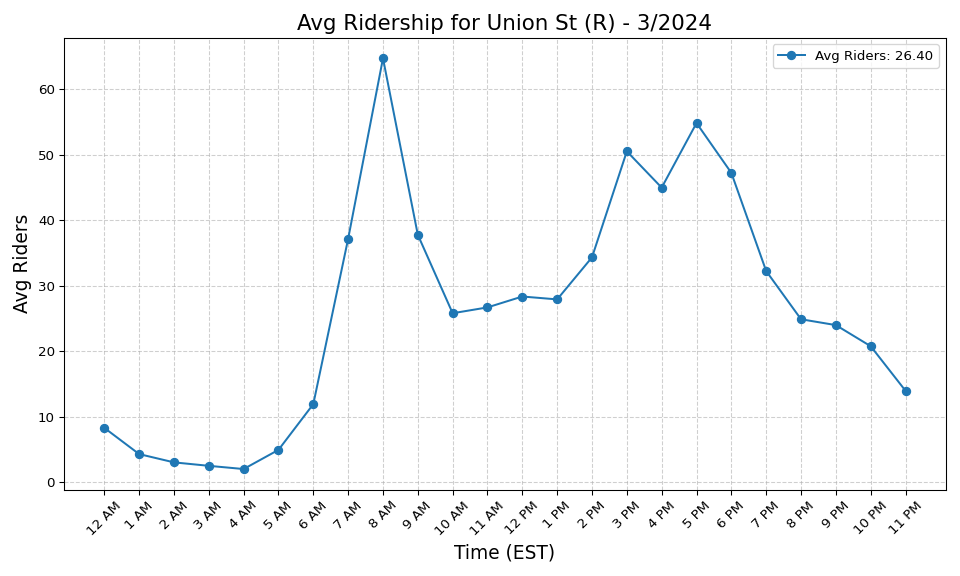 Avg Ridership for Union St (R) - 3/2024
Avg Riders: 26.40
Avg Riders
60
50
40
30
20
10
0
12 AM
1 AM
2 AM
3 AM
4 AM
5 AM
6 AM
7 AM
8 AM
9 AM
10 AM
11 AM
12 PM
1 PM
2 PM
3 PM
4 PM
5 PM
6 PM
7 PM
8 PM
9 PM
10 PM
11 PM
Time (EST)